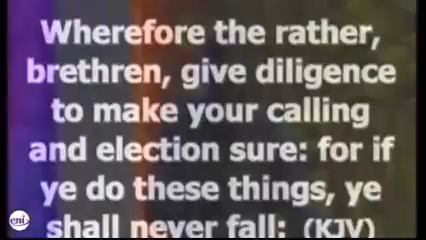 Wherefore the rather,
brethren, give diligence
to make your calling
and election sure: for if
ye do these things, ye
shall never fall: (KJV)
cni